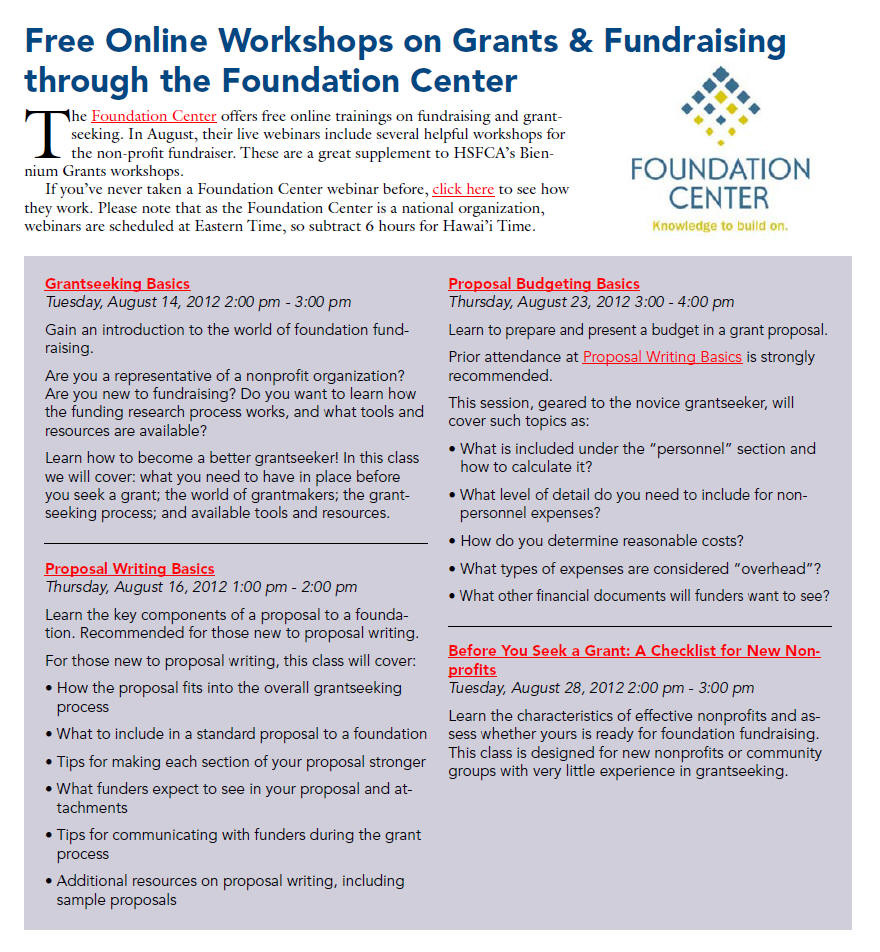 Free Online Workshops on Grants & Fundraising
through the Foundation Center
The Foundation Center offers free online trainings on fundraising and grant-
seeking. In August, their live webinars include several helpful workshops for
the non-profit fundraiser. These are a great supplement to HSFCA's Bien-
nium Grants workshops.
If you've never taken a Foundation Center webinar before, click here to see how
they work. Please note that as the Foundation Center is a national organization,
webinars are scheduled at Eastern Time, so subtract 6 hours for Hawai'i Time.
FOUNDATION
CENTER
Knowledge to build on.
Grantseeking Basics
Tuesday, August 14, 2012 2:00 pm - 3:00 pm
Gain an introduction to the world of foundation fund-
raising.
Are you a representative of a nonprofit organization?
Are you new to fundraising? Do you want to learn how
the funding research process works, and what tools and
resources are available?
Learn how to become a better grantseeker! In this class
we will cover: what you need to have in place before
you seek a grant; the world of grantmakers; the grant-
seeking process; and available tools and resources.
Proposal Writing Basics
Thursday, August 16, 2012 1:00 pm - 2:00 pm
Learn the key components of a proposal to a founda-
tion. Recommended for those new to proposal writing.
For those new to proposal writing, this class will cover:
• How the proposal fits into the overall grantseeking
process
• What to include in a standard proposal to a foundation
• Tips for making each section of your proposal stronger
• What funders expect to see in your proposal and at-
tachments
• Tips for communicating with funders during the grant
process
• Additional resources on proposal writing, including
sample proposals
Proposal Budgeting Basics
Thursday, August 23, 2012 3:00 - 4:00 pm
Learn to prepare and present a budget in a grant proposal.
Prior attendance at Proposal Writing Basics is strongly
recommended.
This session, geared to the novice grantseeker, will
cover such topics as:
• What is included under the “personnel” section and
how to calculate it?
• What level of detail do you need to include for non-
personnel expenses?
• How do you determine reasonable costs?
• What types of expenses are considered “overhead”?
• What other financial documents will funders want to see?
Before You Seek a Grant: A Checklist for New Non-
profits
Tuesday, August 28, 2012 2:00 pm - 3:00 pm
Learn the characteristics of effective nonprofits and as-
sess whether yours is ready for foundation fundraising.
This class is designed for new nonprofits or community
groups with very little experience in grantseeking.